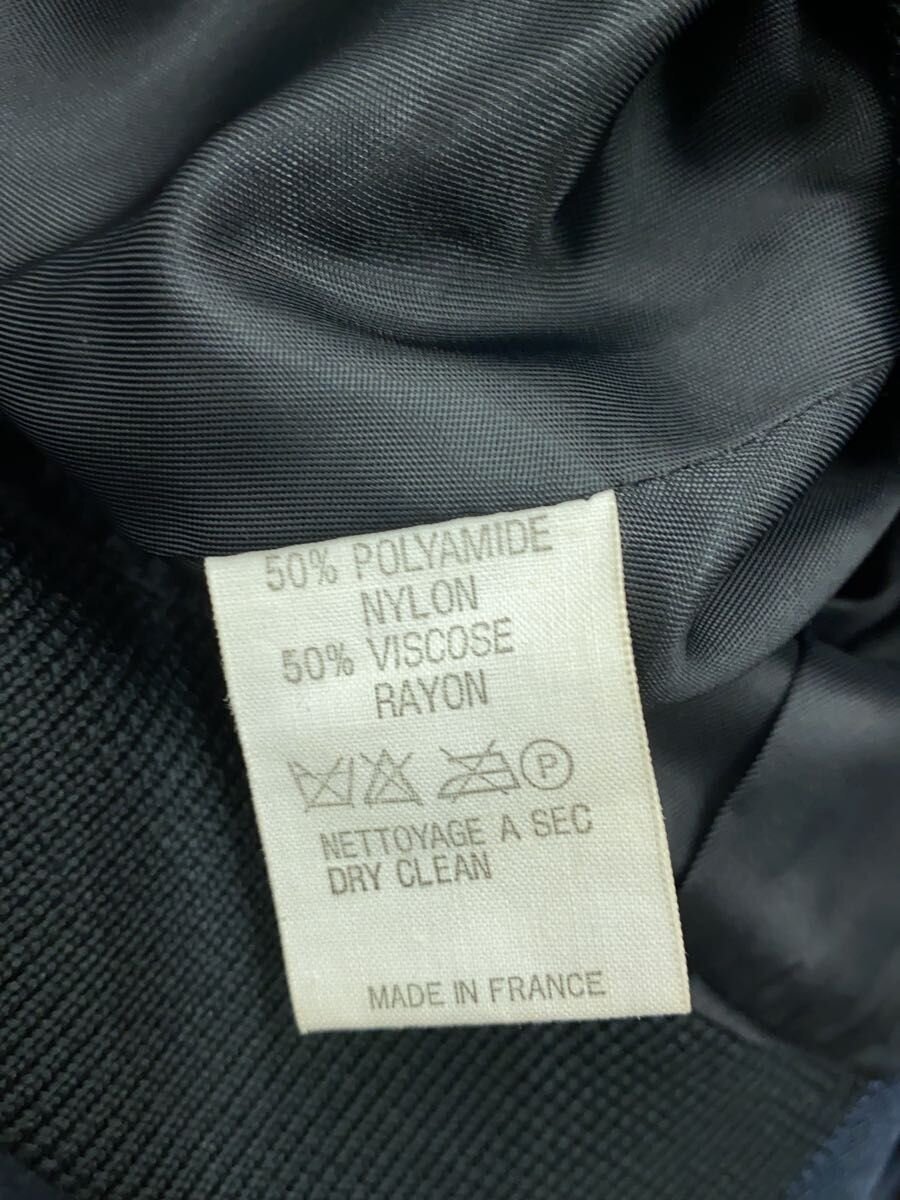 50% POLYAMIDE
NYLON
50% VISCOSE
RAYON
P
NETTOYAGE A SEC
DRY CLEAN
MADE IN FRANCE